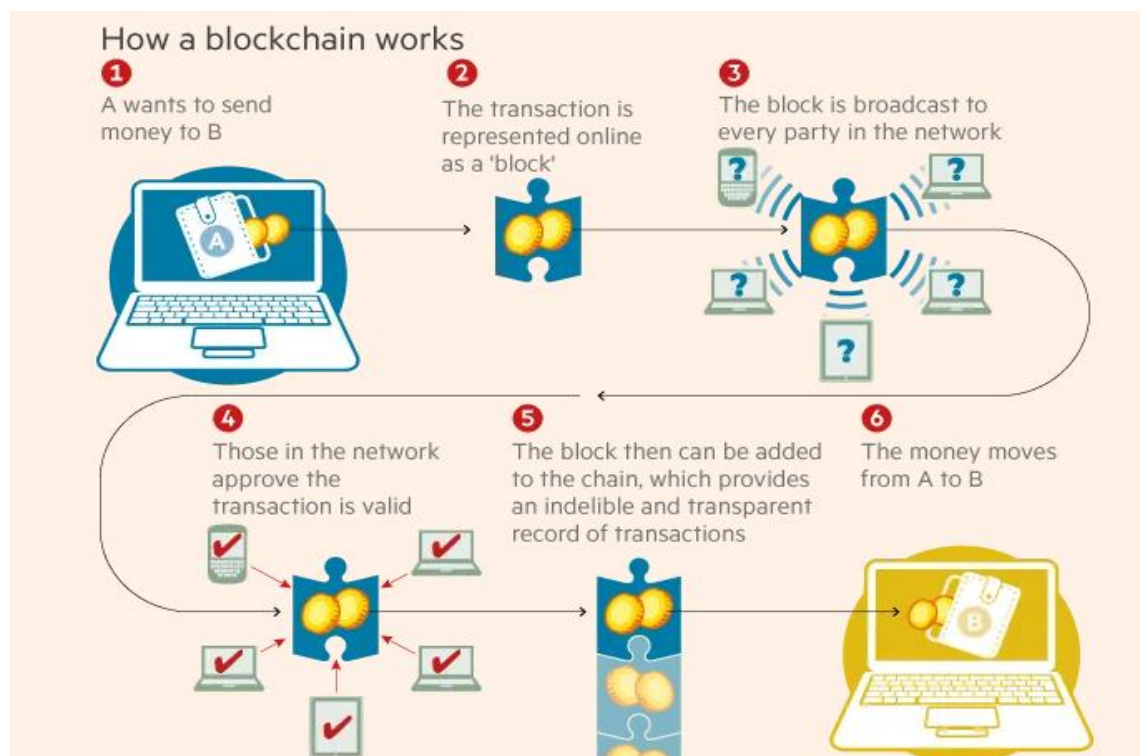 How a blockchain works
1
A wants to send
money to B
2
The transaction is
represented online
as a 'block'
3
The block is broadcast to
every party in the network
A
?
?
?
?
?
4
Those in the network
approve the
transaction is valid
5
The block then can be added
to the chain, which provides
an indelible and transparent
record of transactions
6
The money moves
from A to B
B